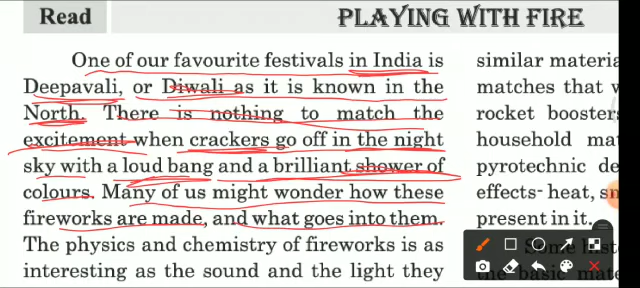 Read
PLAYING WITH FIRE
One of our favourite festivals in India is
Deepavali, or Diwali as it is known in the
North. There is nothing to match the
excitement when crackers go off in the night
sky with a loud bang and a brilliant shower of
colours. Many of us might wonder how these
fireworks are made, and what goes into them.
The physics and chemistry of fireworks is as
interesting as the sound and the light they
similar
matches that
rocket boosters
household
pyrotechnic
effects- heat,
present in it.
Some
the basic